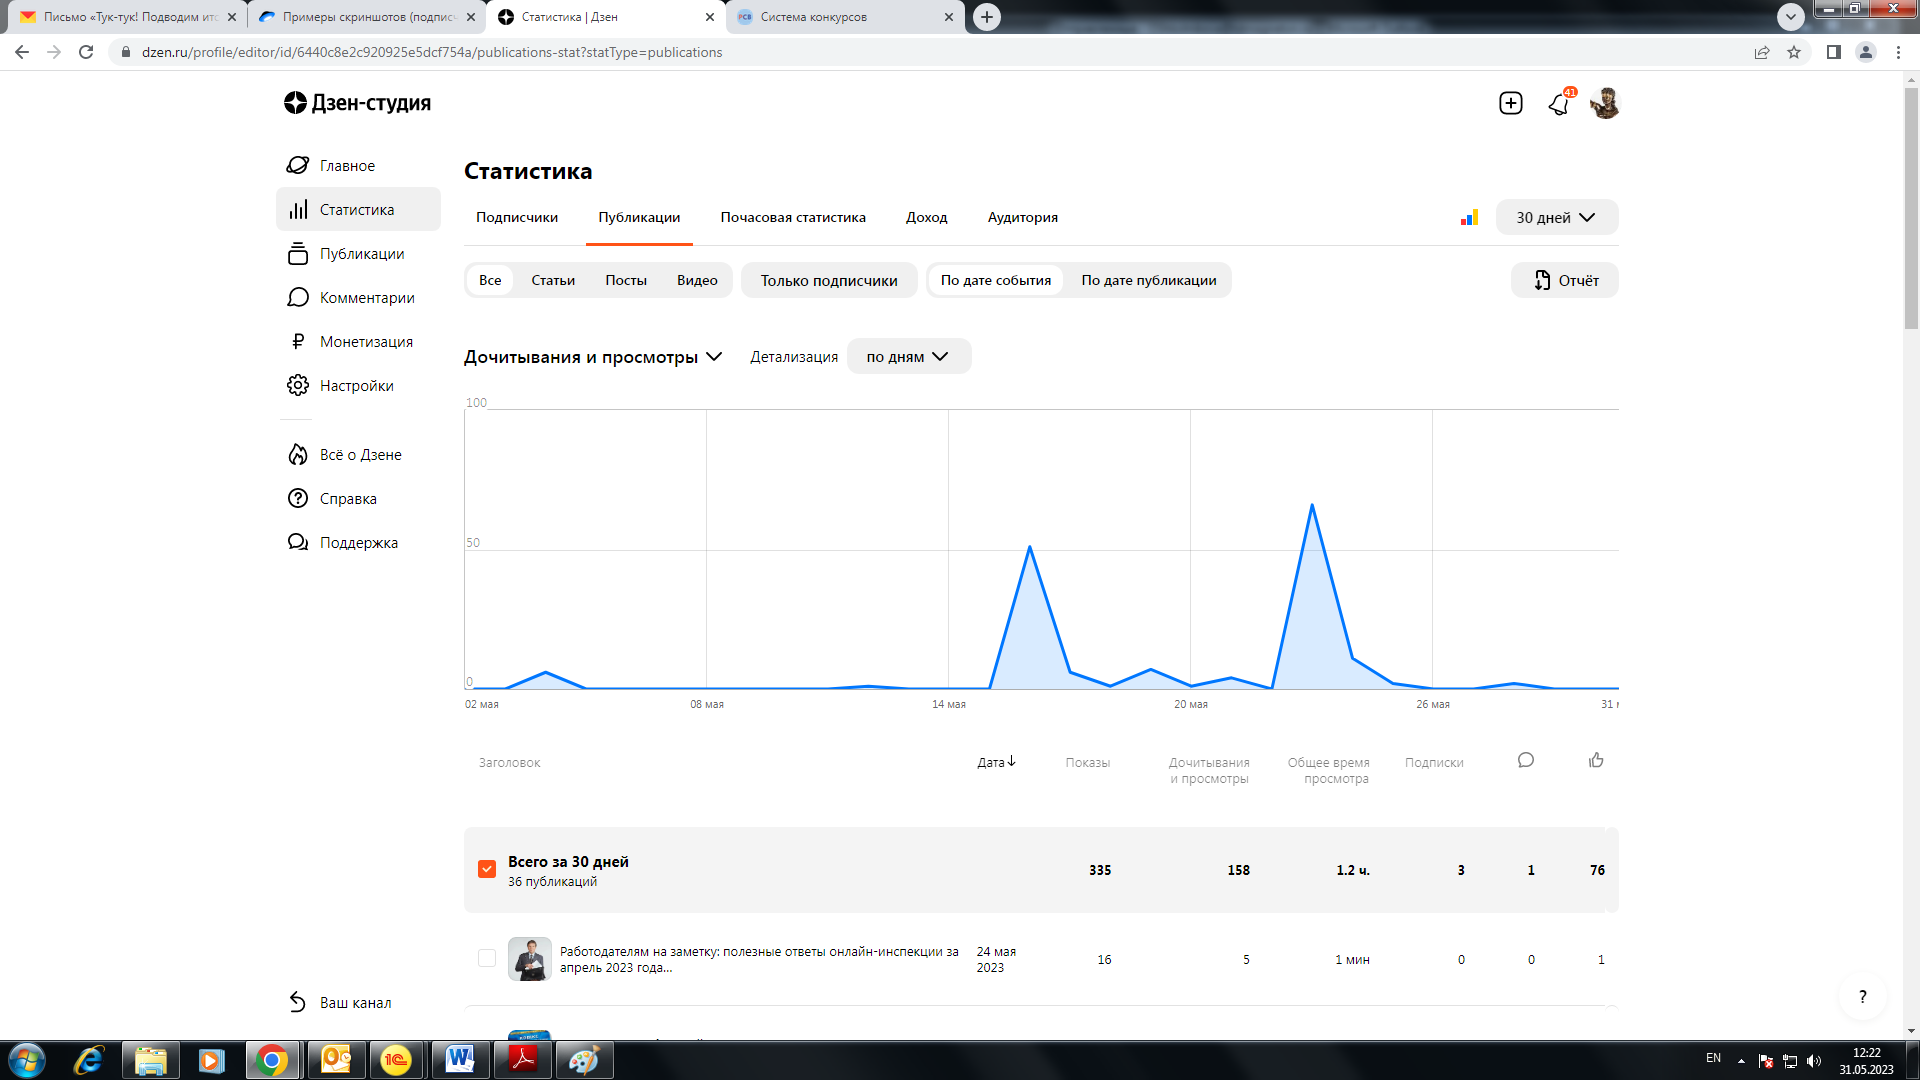 Письмо «Тук-тук! Подводим итс
Примеры скриншотов (подписч
Статистика | Дзен
РСВ
Система конкурсов
dzen.ru/profile/editor/id/6440c8e2c920925e5dcf754a/publications-stat?statType=publications
Дзен-студия
41
Главное
Статистика
Публикации
Комментарии
Монетизация
Настройки
Всё о Дзене
Справка
Поддержка
Ваш канал
Статистика
Подписчики Публикации Почасовая статистика Доход Аудитория
30 дней
Все Статьи Посты Видео Только подписчики По дате события По дате публикации
Отчёт
Дочитывания и просмотры Детализация по дням
100
50
0
02 мая 08 мая 14 мая 20 мая 26 мая 31
Заголовок Дата Показы Дочитывания и просмотры Общее время просмотра Подписки
Всего за 30 дней 335 158 1.2 ч. 3 1 76
36 публикаций
Работодателям на заметку: полезные ответы онлайн-инспекции за 24 мая
апрель 2023 года... 2023 16 5 1 мин 0 0 1
?
EN
12:22
31.05.2023